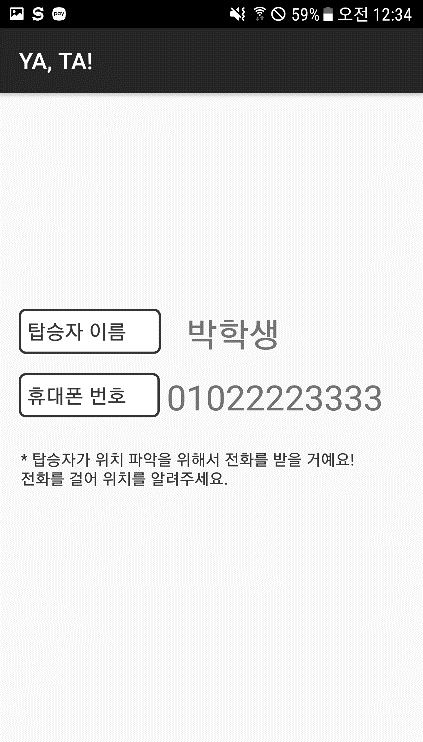 S pay 59% 오전 12:34
YA, TA!
탑승자 이름 박학생
휴대폰 번호 01022223333
* 탑승자가 위치 파악을 위해서 전화를 받을 거예요!
전화를 걸어 위치를 알려주세요.